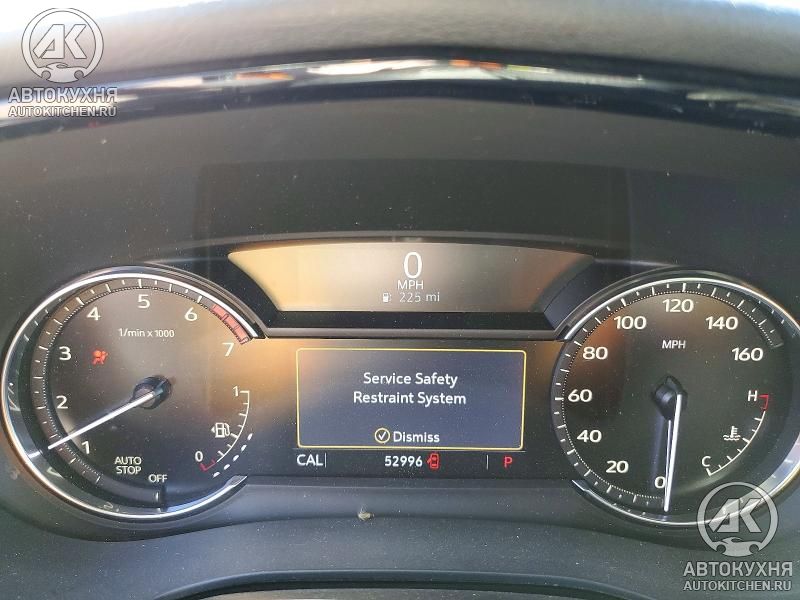 АК
АВТОКУХНЯ
AUTOKITCHEN.RU
0
MPH
225 mi
1/min x 1000
1
2
3
4
5
6
7
AUTO
STOP
OFF
1
0
Service Safety
Restraint System
Dismiss
CAL 52996 P
0
20
40
60
80
100
120
140
160
MPH
H
C
АК
АВТОКУХНЯ
AUTOKITCHEN.RU